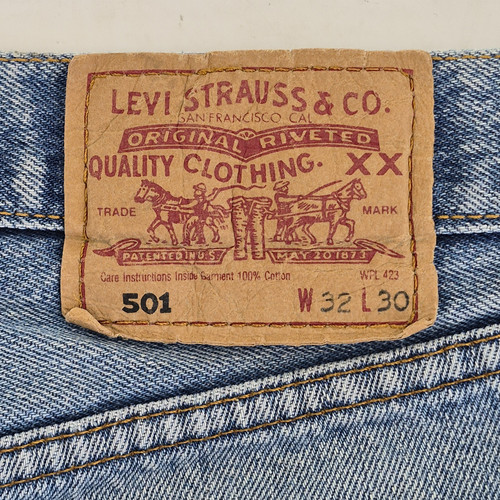 LEVI STRAUSS & CO.
SAN FRANCISCO CAL
ORIGINAL RIVETED
QUALITY CLOTHING. XX
TRADE MARK
PATENTED IN U.S MAY 20 1873
Care Instructions Inside Garment 100% Cotton WPL 423
501 W 32 L 30